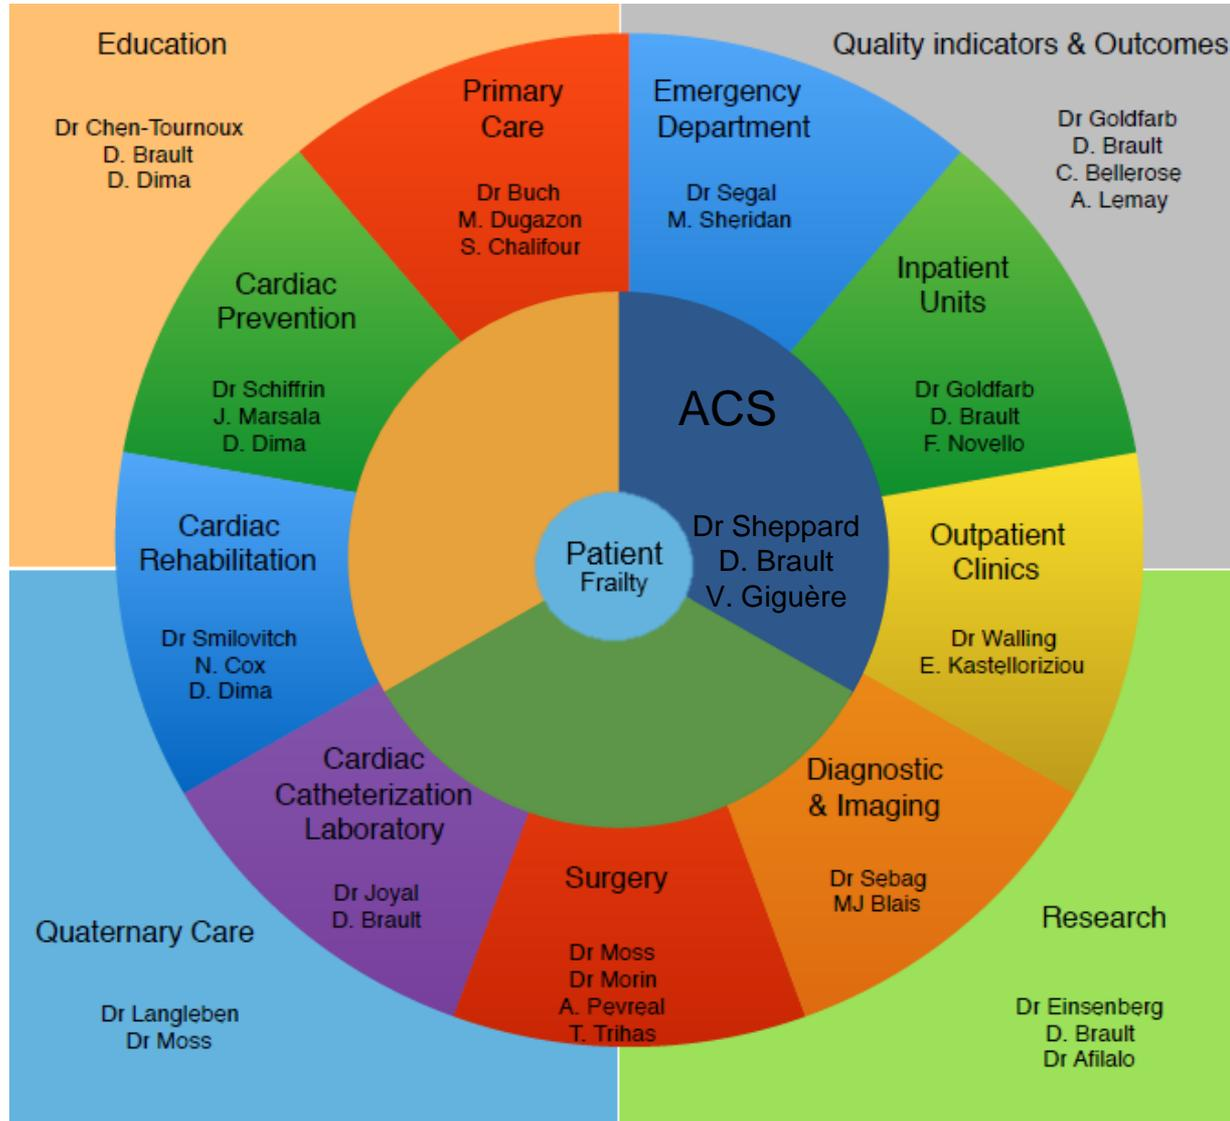 Education
Dr Chen-Tournoux
D. Brault
D. Dima
Quality indicators & Outcomes
Dr Goldfarb
D. Brault
C. Bellerose
A. Lemay
Primary
Care
Dr Buch
M. Dugazon
S. Chalifour
Emergency
Department
Dr Segal
M. Sheridan
Cardiac
Prevention
Dr Schiffrin
J. Marsala
D. Dima
Inpatient
Units
Dr Goldfarb
D. Brault
F. Novello
ACS
Dr Sheppard
D. Brault
V. Giguère
Patient
Frailty
Cardiac
Rehabilitation
Dr Smilovitch
N. Cox
D. Dima
Outpatient
Clinics
Dr Walling
E. Kastelloriziou
Cardiac
Catheterization
Laboratory
Dr Joyal
D. Brault
Surgery
Dr Moss
Dr Morin
A. Pevreal
T. Trihas
Diagnostic
& Imaging
Dr Sebag
MJ Blais
Quaternary Care
Dr Langleben
Dr Moss
Research
Dr Einsenberg
D. Brault
Dr Afilalo